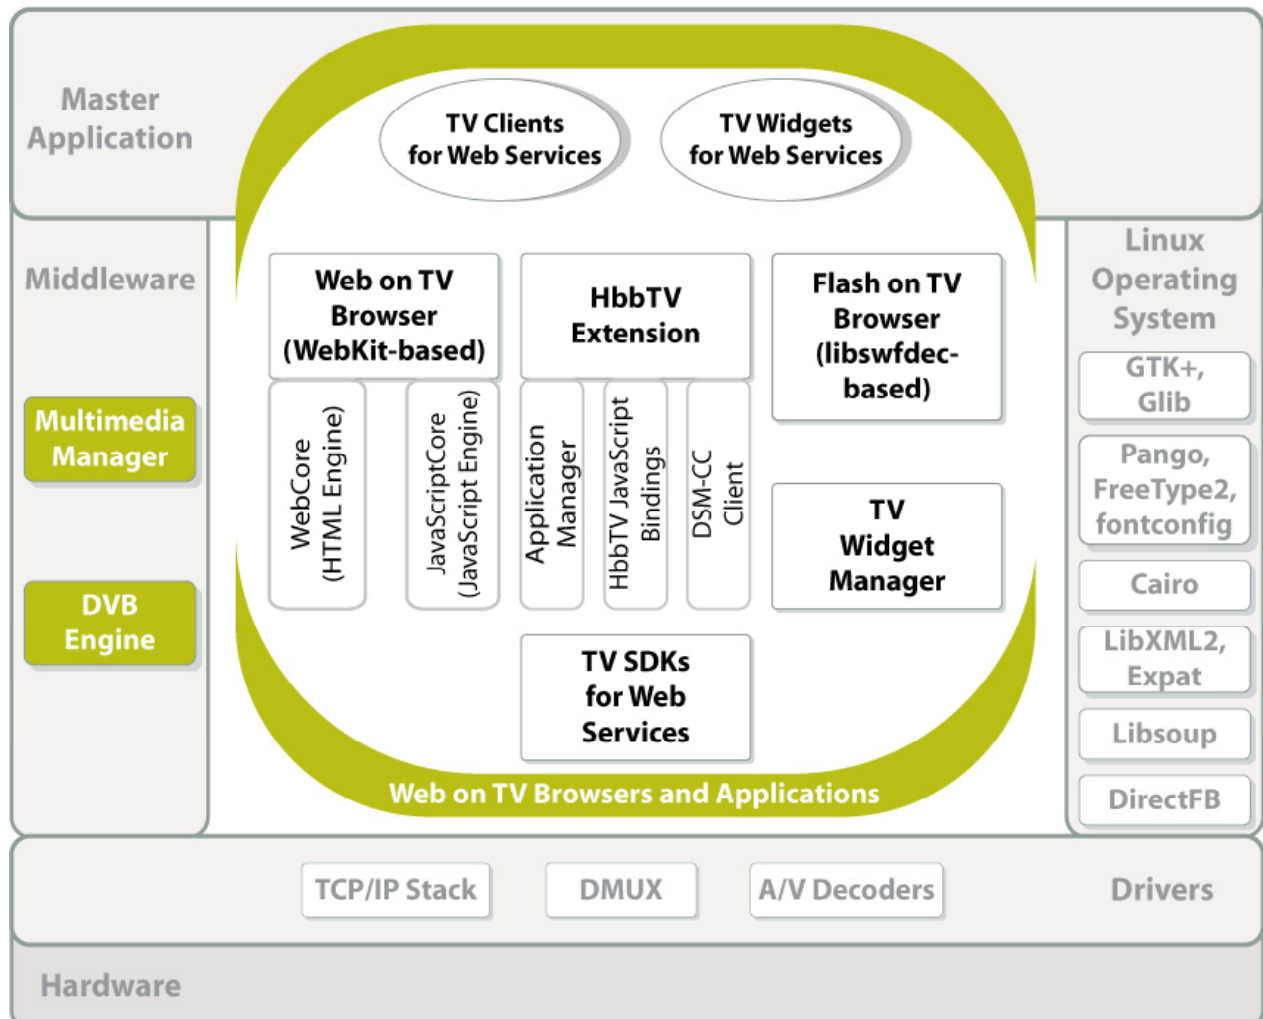 Master
Application
TV Clients
for Web Services
TV Widgets
for Web Services
Middleware
Multimedia
Manager
DVB
Engine
Web on TV
Browser
(WebKit-based)
WebCore
(HTML Engine)
JavaScriptCore
(JavaScript Engine)
HbbTV
Extension
Application
Manager
HbbTV JavaScript
Bindings
DSM-CC
Client
Flash on TV
Browser
(libswfdec-
based)
TV
Widget
Manager
TV SDKs
for Web
Services
Web on TV Browsers and Applications
Linux
Operating
System
GTK+,
Glib
Pango,
FreeType2,
fontconfig
Cairo
LibXML2,
Expat
Libsoup
DirectFB
TCP/IP Stack
DMUX
A/V Decoders
Drivers
Hardware